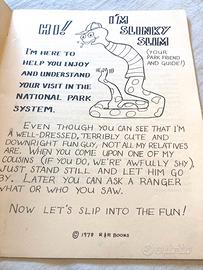 HI!
I'M
SLINKY
SLIM
(YOUR
PARK FRIEND
AND GUIDE!)
I'M HERE TO
HELP YOU ENJOY
AND UNDERSTAND
YOUR VISIT IN THE
NATIONAL PARK
SYSTEM.
EVEN THOUGH YOU CAN SEE THAT I'M
A WELL-DRESSED, TERRIBLY CUTE AND
DOWNRIGHT FUN GUY, NOT ALL MY RELATIVES
ARE. WHEN YOU COME UPON ONE OF MY
COUSINS (IF YOU DO, WE'RE AWFULLY SHY),
JUST STAND STILL AND LET HIM GO
BY. LATER YOU CAN ASK A RANGER
WHAT OR WHO YOU SAW.
NOW LET'S SLIP INTO THE FUN!
© 1978 R&H BOOKS